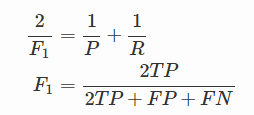 2/F₁ = 1/P + 1/R
F₁ = 2TP/(2TP + FP + FN)